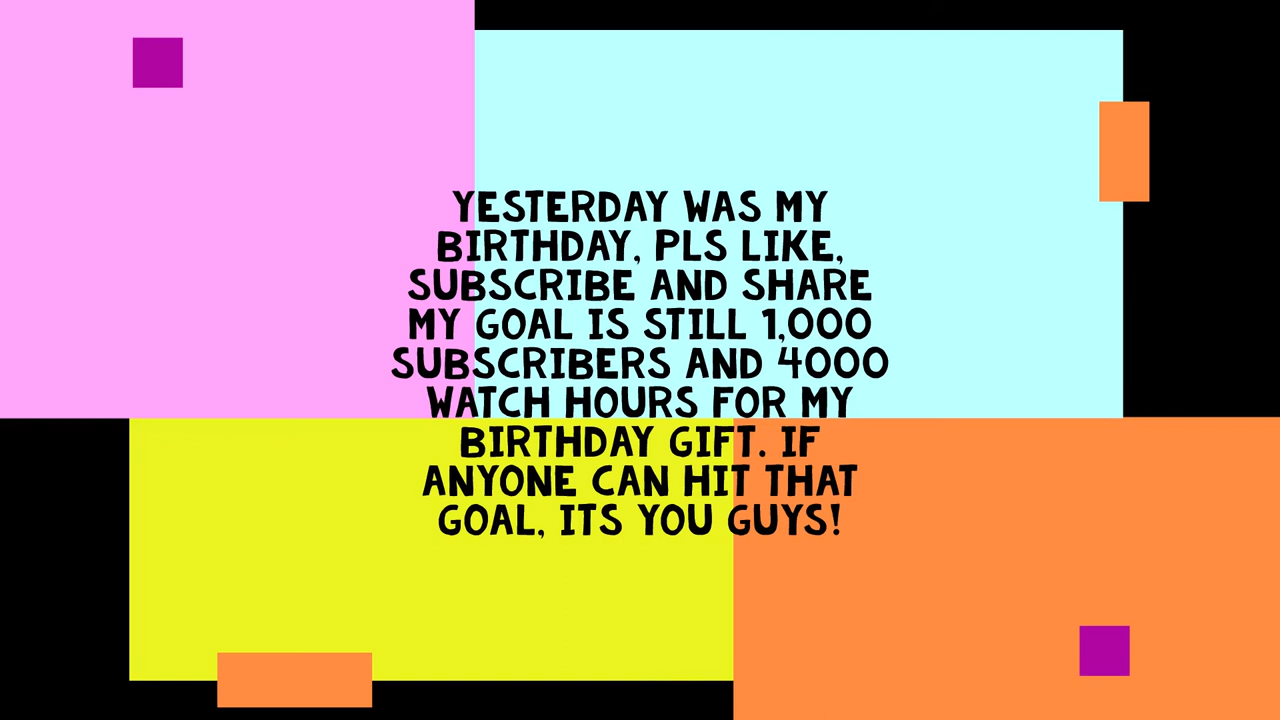 YESTERDAY WAS MY
BIRTHDAY, PLS LIKE,
SUBSCRIBE AND SHARE
MY GOAL IS STILL 1,000
SUBSCRIBERS AND 4000
WATCH HOURS FOR MY
BIRTHDAY GIFT. IF
ANYONE CAN HIT THAT
GOAL, ITS YOU GUYS!